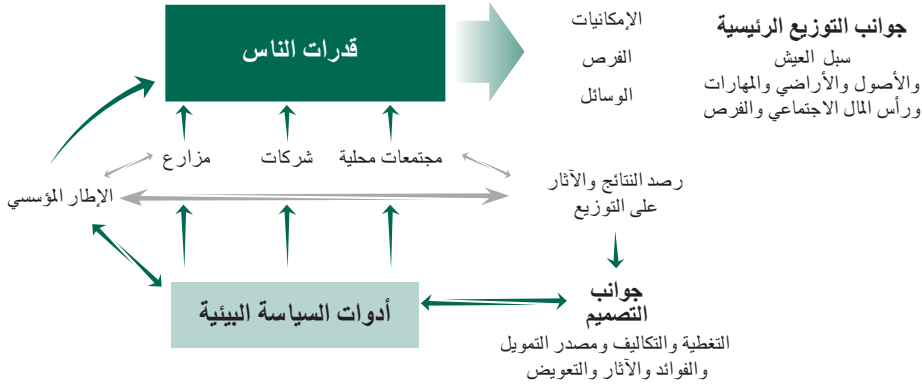 جوانب التوزيع الرئيسية
سبل العيش
والأصول والأراضي والمهارات
ورأس المال الاجتماعي والفرص
الإمكانيات
الفرص
الوسائل
قدرات الناس
مجتمعات محلية
شركات
مزارع
رصد النتائج والآثار
على التوزيع
الإطار المؤسسي
جوانب
التصميم
التغطية والتكاليف ومصدر التمويل
والفوائد والآثار والتعويض
أدوات السياسة البيئية